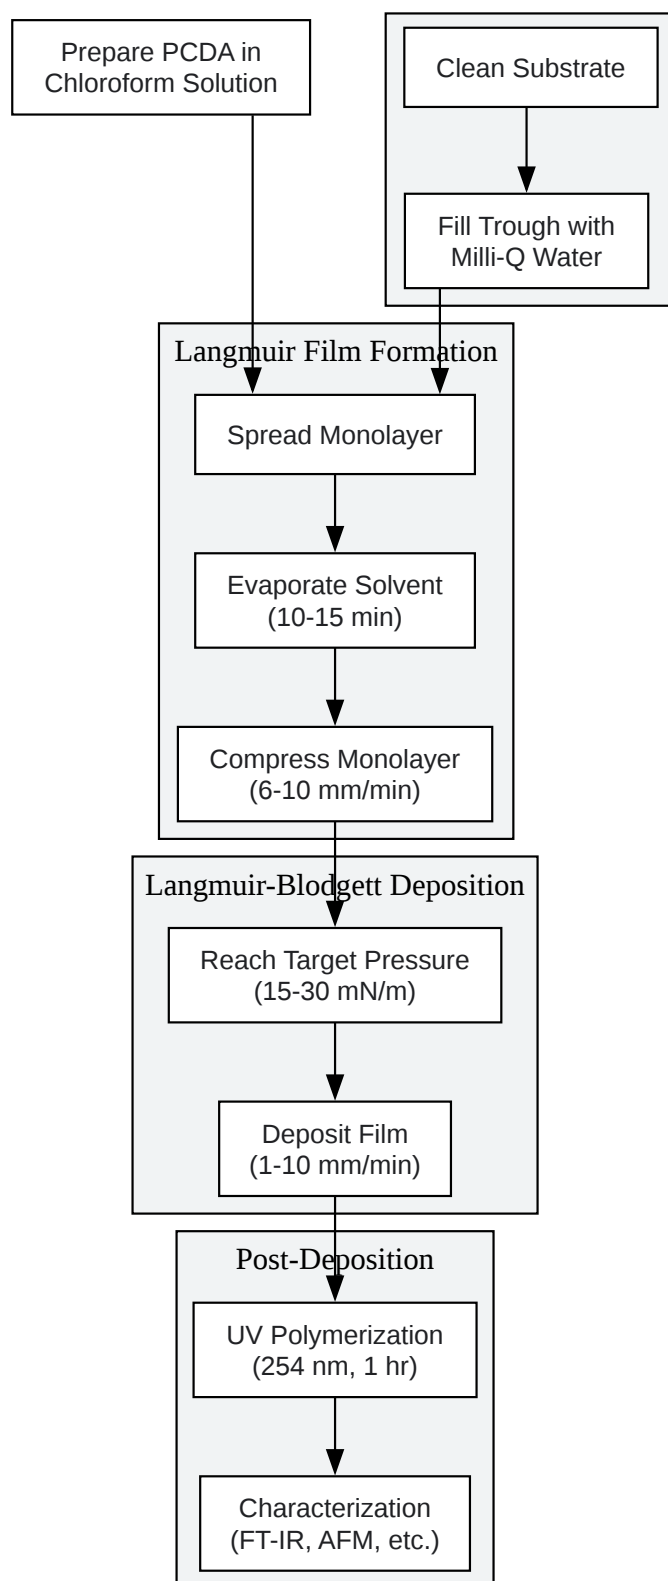 Prepare PCDA in
Chloroform Solution
Clean Substrate
Fill Trough with
Milli-Q Water
Langmuir Film Formation
Spread Monolayer
Evaporate Solvent
(10-15 min)
Compress Monolayer
(6-10 mm/min)
Langmuir-Blodgett Deposition
Reach Target Pressure
(15-30 mN/m)
Deposit Film
(1-10 mm/min)
Post-Deposition
UV Polymerization
(254 nm, 1 hr)
Characterization
(FT-IR, AFM, etc.)